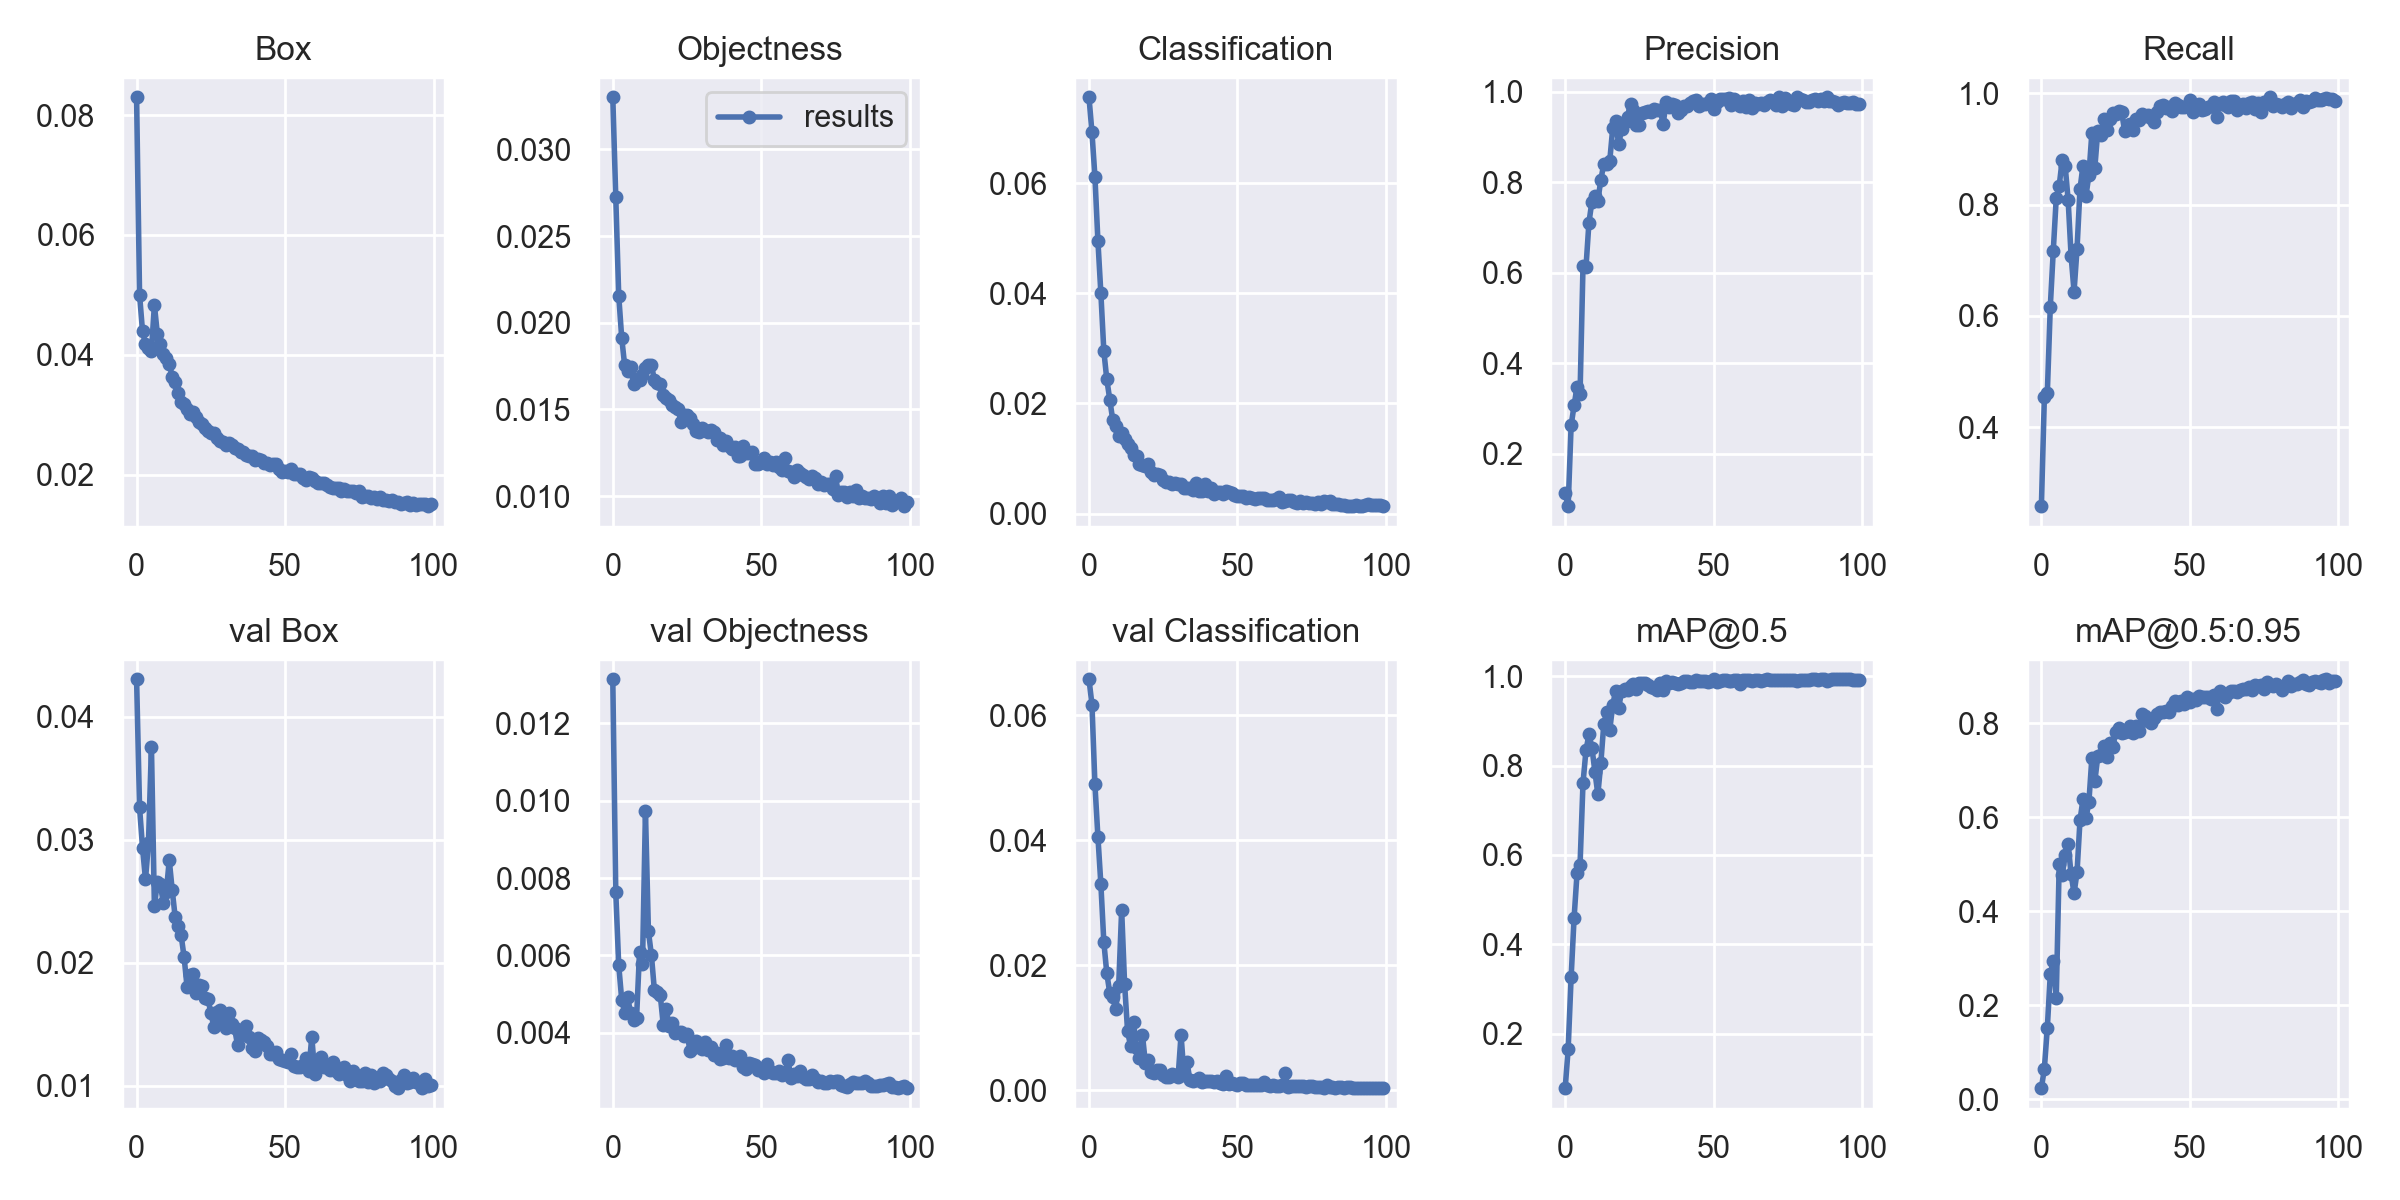 Box
Objectness
Classification
Precision
Recall
0.08
0.06
0.04
0.02
0 50 100
results
0.030
0.025
0.020
0.015
0.010
0 50 100
0.06
0.04
0.02
0.00
0 50 100
1.0
0.8
0.6
0.4
0.2
0 50 100
1.0
0.8
0.6
0.4
0 50 100
val Box
val Objectness
val Classification
mAP@0.5
mAP@0.5:0.95
0.04
0.03
0.02
0.01
0 50 100
0.012
0.010
0.008
0.006
0.004
0 50 100
0.06
0.04
0.02
0.00
0 50 100
1.0
0.8
0.6
0.4
0.2
0 50 100
0.8
0.6
0.4
0.2
0.0
0 50 100